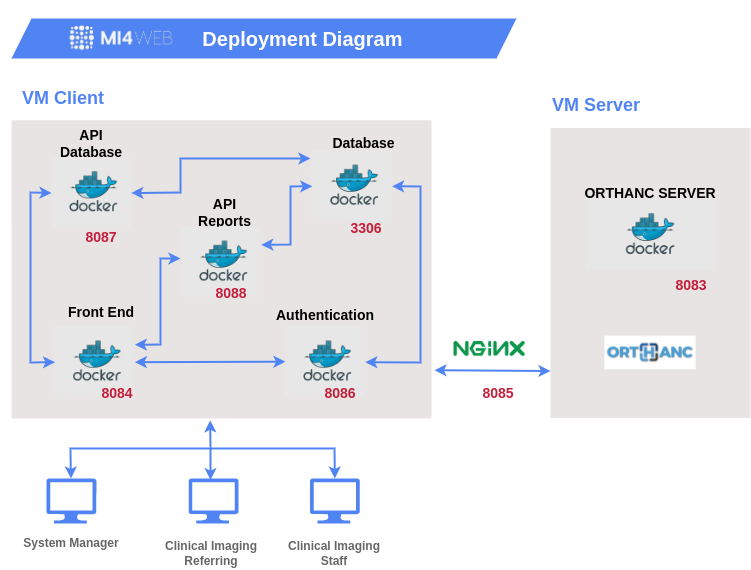 MI4WEB
Deployment Diagram
VM Client
VM Server
API
Database
docker
8087
Database
docker
3306
API
Reports
docker
8088
Front End
docker
8084
Authentication
docker
8086
NGINX
8085
ORTHANC SERVER
docker
8083
ORTHANC
System Manager
Clinical Imaging
Referring
Clinical Imaging
Staff